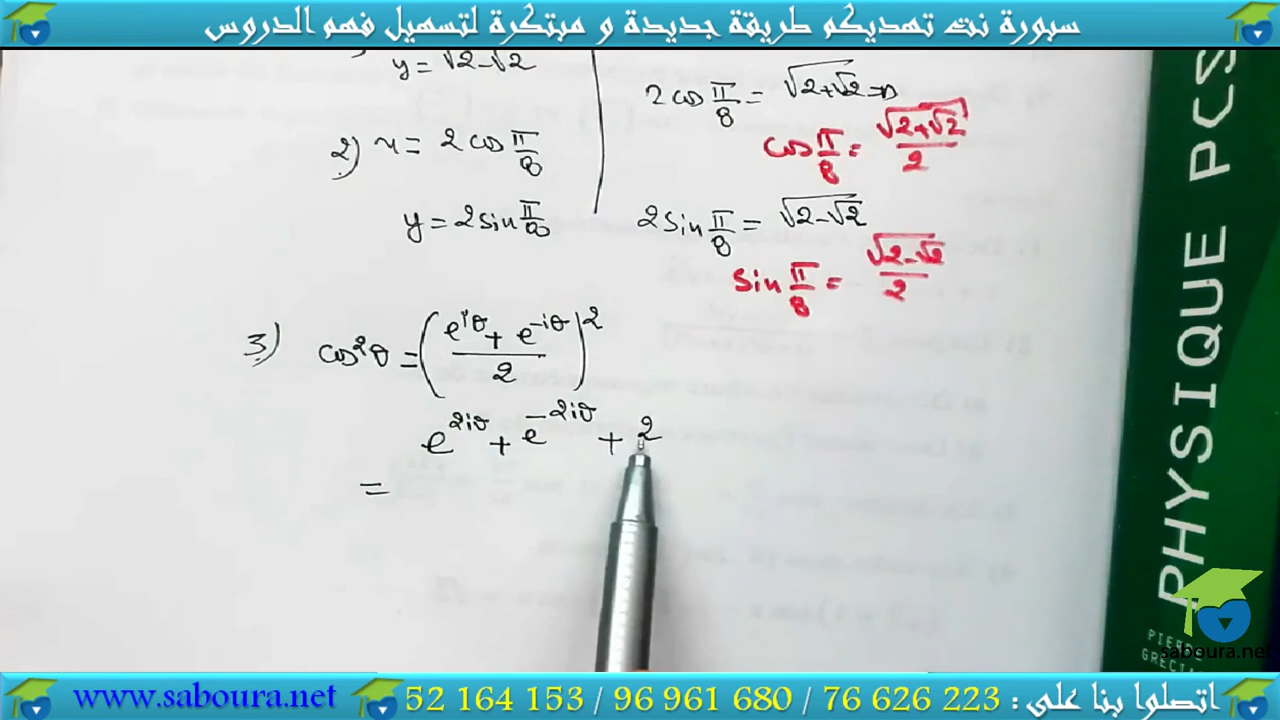 سبورة نت تهديكم طريقة جديدة و مبتكرة لتسهيل فهم الدروس
y = √2-√2
2) x = 2 cos π/8
y = 2 sin π/8
2 cos π/8 = √2+√2 =>
cos π/8 = √2+√2/2
2 sin π/8 = √2-√2
sin π/8 = √2-√2/2
3) cos²θ = (e^iθ + e^-iθ / 2)²
e^2iθ + e^-2iθ + 2
=
PHYSIQUE PCS
saboura.net
www.saboura.net
اتصلوا بنا على : 223 626 76 / 680 961 96 / 153 164 52